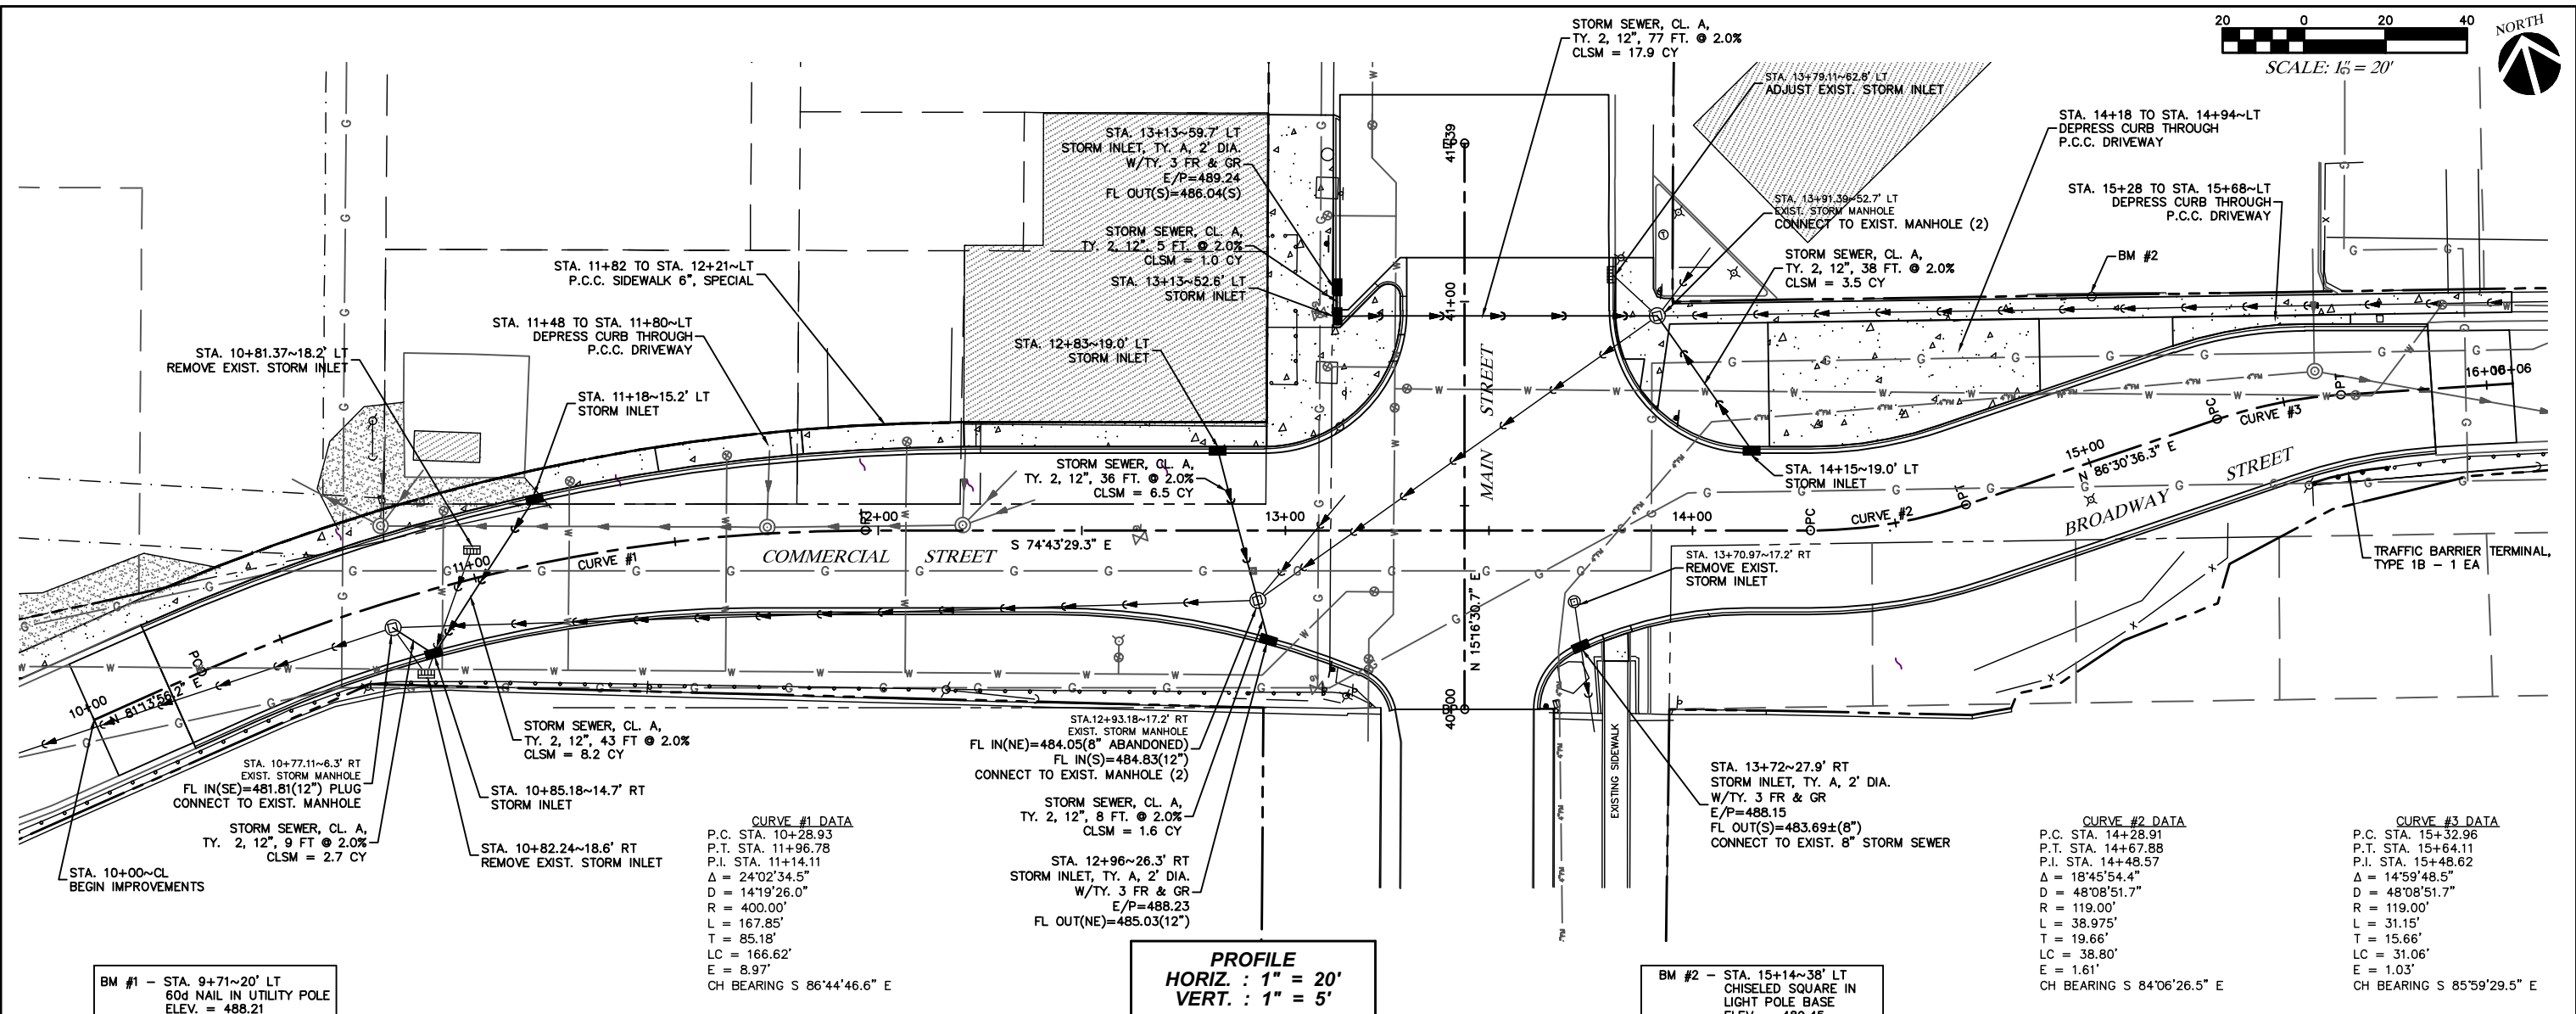 STORM SEWER, CL. A,
TY. 2, 12", 77 FT. @ 2.0%
CLSM = 17.9 CY
20 0 20 40
SCALE: 1" = 20'
NORTH
STA. 13+79.11~62.8' LT
ADJUST EXIST. STORM INLET
STA. 14+18 TO STA. 14+94~LT
DEPRESS CURB THROUGH
P.C.C. DRIVEWAY
STA. 13+13~59.7' LT
STORM INLET, TY. A, 2' DIA.
W/TY. 3 FR & GR
E/P=489.24
FL OUT(S)=486.04(S)
STA. 15+28 TO STA. 15+68~LT
DEPRESS CURB THROUGH
P.C.C. DRIVEWAY
STA. 13+91.39~52.7' LT
EXIST. STORM MANHOLE
CONNECT TO EXIST. MANHOLE (2)
STORM SEWER, CL. A,
TY. 2, 12", 5 FT. @ 2.0%
CLSM = 1.0 CY
STORM SEWER, CL. A,
TY. 2, 12", 38 FT. @ 2.0%
CLSM = 3.5 CY
BM #2
STA. 11+82 TO STA. 12+21~LT
P.C.C. SIDEWALK 6", SPECIAL
STA. 13+13~52.6' LT
STORM INLET
41+00
STA. 11+48 TO STA. 11+80~LT
DEPRESS CURB THROUGH
P.C.C. DRIVEWAY
STA. 12+83~19.0' LT
STORM INLET
STA. 10+81.37~18.2' LT
REMOVE EXIST. STORM INLET
STA. 11+18~15.2' LT
STORM INLET
MAIN STREET
16+06
PT
PC
CURVE #3
15+00
N 86°30'36.3" E
STORM SEWER, CL. A,
TY. 2, 12", 36 FT. @ 2.0%
CLSM = 6.5 CY
STA. 14+15~19.0' LT
STORM INLET
BROADWAY STREET
PT
12+00
13+00
14+00
PC
CURVE #2
PT
S 74°43'29.3" E
COMMERCIAL STREET
CURVE #1
11+00
STA. 13+70.97~17.2' RT
REMOVE EXIST.
STORM INLET
TRAFFIC BARRIER TERMINAL,
TYPE 1B - 1 EA
N 15°16'30.7" E
PC
10+00
N 81°13'56.2" E
40+00
STORM SEWER, CL. A,
TY. 2, 12", 43 FT @ 2.0%
CLSM = 8.2 CY
STA.12+93.18~17.2' RT
EXIST. STORM MANHOLE
FL IN(NE)=484.05(8" ABANDONED)
FL IN(S)=484.83(12")
CONNECT TO EXIST. MANHOLE (2)
EXISTING SIDEWALK
STA. 10+77.11~6.3' RT
EXIST. STORM MANHOLE
FL IN(SE)=481.81(12") PLUG
CONNECT TO EXIST. MANHOLE
STA. 10+85.18~14.7' RT
STORM INLET
STA. 13+72~27.9' RT
STORM INLET, TY. A, 2' DIA.
W/TY. 3 FR & GR
E/P=488.15
FL OUT(S)=483.69±(8")
CONNECT TO EXIST. 8" STORM SEWER
STORM SEWER, CL. A,
TY. 2, 12", 8 FT. @ 2.0%
CLSM = 1.6 CY
STORM SEWER, CL. A,
TY. 2, 12", 9 FT @ 2.0%
CLSM = 2.7 CY
STA. 10+82.24~18.6' RT
REMOVE EXIST. STORM INLET
STA. 12+96~26.3' RT
STORM INLET, TY. A, 2' DIA.
W/TY. 3 FR & GR
E/P=488.23
FL OUT(NE)=485.03(12")
STA. 10+00~CL
BEGIN IMPROVEMENTS
CURVE #1 DATA
P.C. STA. 10+28.93
P.T. STA. 11+96.78
P.I. STA. 11+14.11
Δ = 24°02'34.5"
D = 14°19'26.0"
R = 400.00'
L = 167.85'
T = 85.18'
LC = 166.62'
E = 8.97'
CH BEARING S 86°44'46.6" E
CURVE #2 DATA
P.C. STA. 14+28.91
P.T. STA. 14+67.88
P.I. STA. 14+48.57
Δ = 18°45'54.4"
D = 48°08'51.7"
R = 119.00'
L = 38.975'
T = 19.66'
LC = 38.80'
E = 1.61'
CH BEARING S 84°06'26.5" E
CURVE #3 DATA
P.C. STA. 15+32.96
P.T. STA. 15+64.11
P.I. STA. 15+48.62
Δ = 14°59'48.5"
D = 48°08'51.7"
R = 119.00'
L = 31.15'
T = 15.66'
LC = 31.06'
E = 1.03'
CH BEARING S 85°59'29.5" E
BM #1 - STA. 9+71~20' LT
60d NAIL IN UTILITY POLE
ELEV. = 488.21
PROFILE
HORIZ. : 1" = 20'
VERT. : 1" = 5'
BM #2 - STA. 15+14~38' LT
CHISELED SQUARE IN
LIGHT POLE BASE